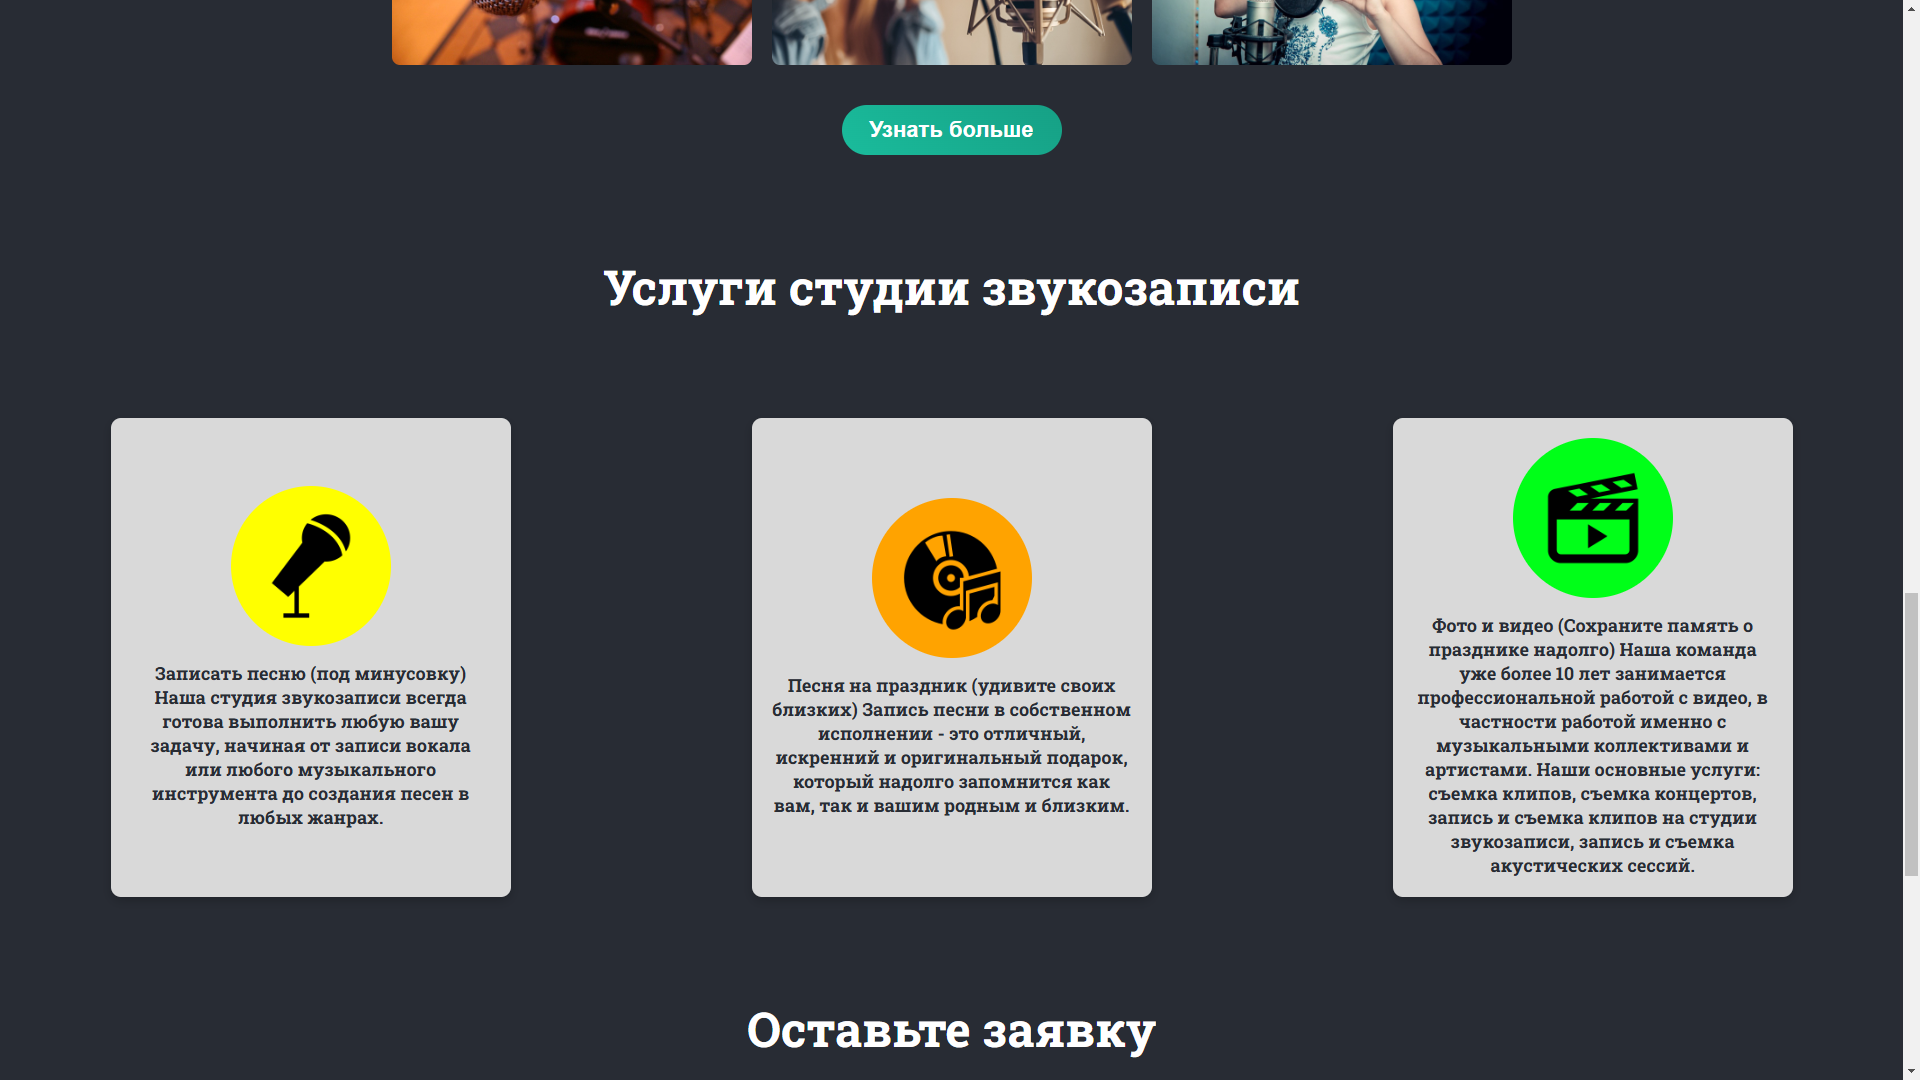 Узнать больше
Услуги студии звукозаписи
Записать песню (под минусовку)
Наша студия звукозаписи всегда
готова выполнить любую вашу
задачу, начиная от записи вокала
или любого музыкального
инструмента до создания песен в
любых жанрах.
Песня на праздник (удивите своих
близких) Запись песни в собственном
исполнении - это отличный,
искренний и оригинальный подарок,
который надолго запомнится как
вам, так и вашим родным и близким.
Фото и видео (Сохраните память о
празднике надолго) Наша команда
уже более 10 лет занимается
профессиональной работой с видео, в
частности работой именно с
музыкальными коллективами и
артистами. Наши основные услуги:
съемка клипов, съемка концертов,
запись и съемка клипов на студии
звукозаписи, запись и съемка
акустических сессий.
Оставьте заявку